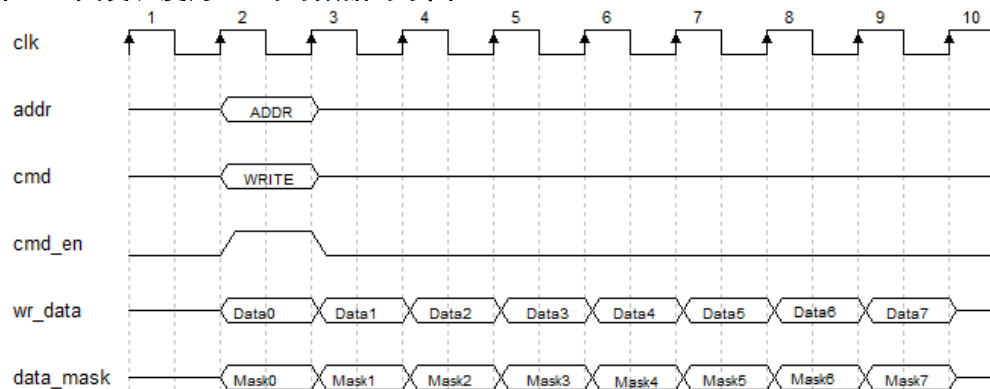 1 2 3 4 5 6 7 8 9 10
clk
addr ADDR
cmd WRITE
cmd_en
wr_data Data0 Data1 Data2 Data3 Data4 Data5 Data6 Data7
data_mask Mask0 Mask1 Mask2 Mask3 Mask4 Mask5 Mask6 Mask7